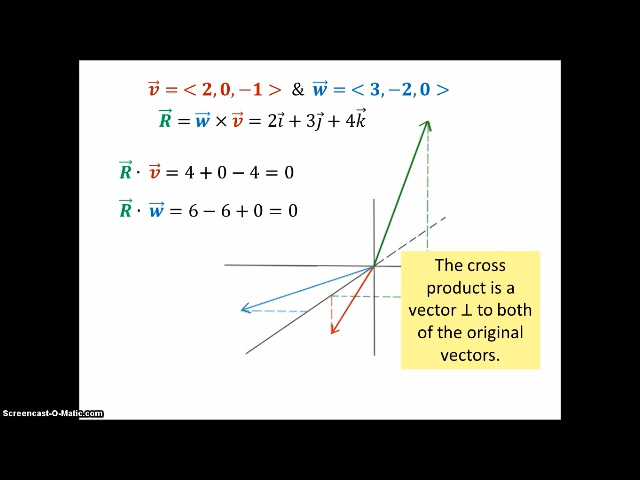 v⃗ = < 2, 0, −1 > & w⃗ = < 3, −2, 0 >
R⃗ = w⃗ × v⃗ = 2i⃗ + 3j⃗ + 4k⃗
R⃗ · v⃗ = 4 + 0 − 4 = 0
R⃗ · w⃗ = 6 − 6 + 0 = 0
The cross
product is a
vector ⊥ to both
of the original
vectors.
Screencast-O-Matic.com